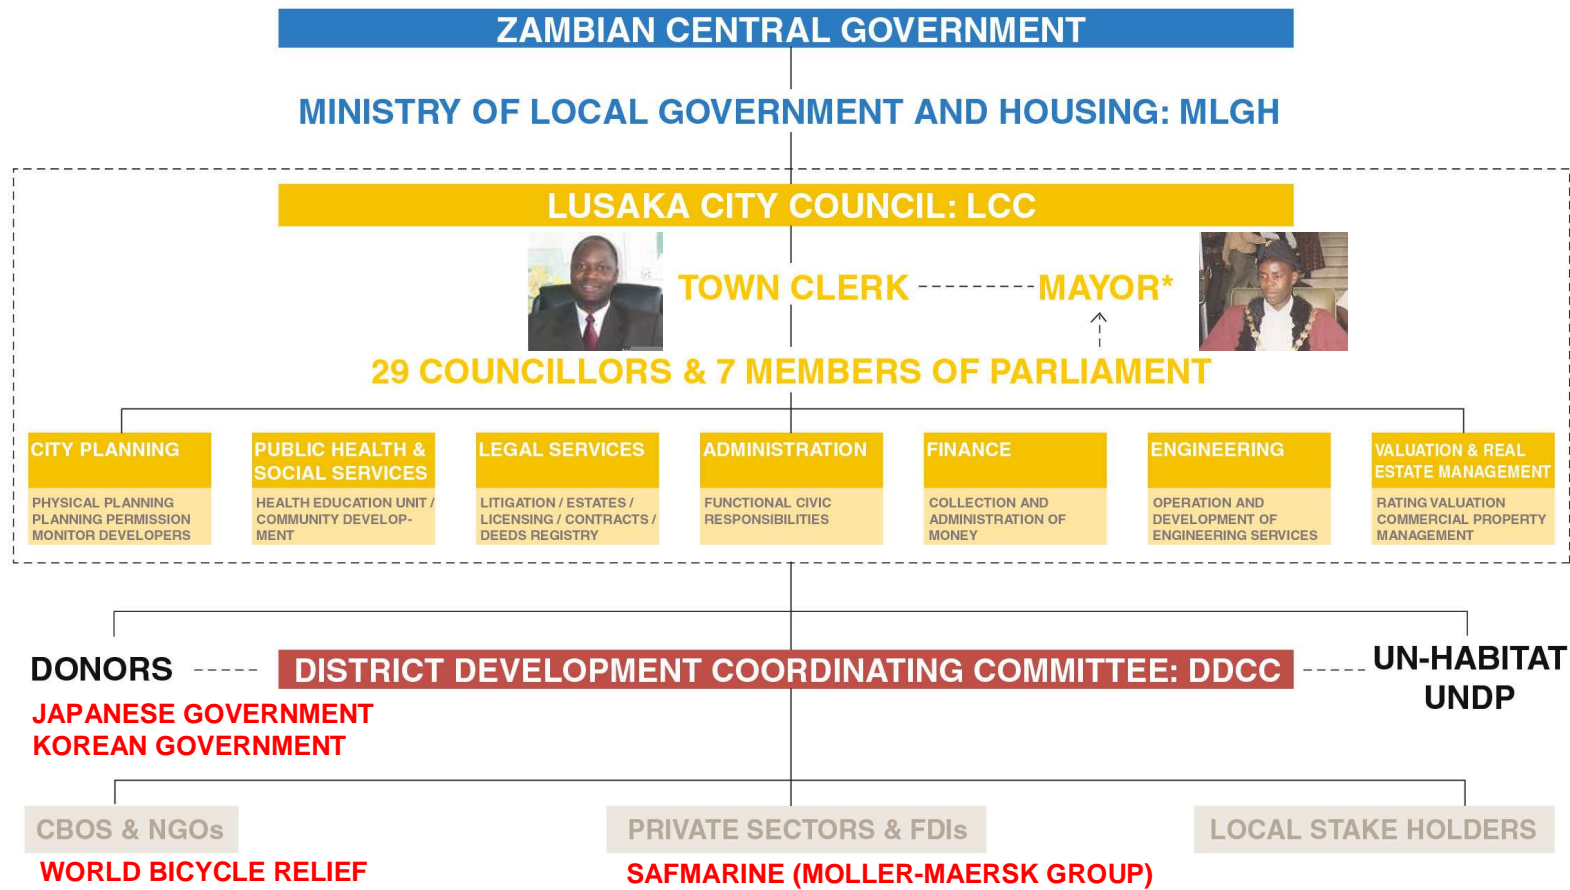 ZAMBIAN CENTRAL GOVERNMENT
MINISTRY OF LOCAL GOVERNMENT AND HOUSING: MLGH
LUSAKA CITY COUNCIL: LCC
TOWN CLERK
MAYOR*
29 COUNCILLORS & 7 MEMBERS OF PARLIAMENT
CITY PLANNING
PHYSICAL PLANNING
PLANNING PERMISSION
MONITOR DEVELOPERS
PUBLIC HEALTH &
SOCIAL SERVICES
HEALTH EDUCATION UNIT /
COMMUNITY DEVELOP-
MENT
LEGAL SERVICES
LITIGATION / ESTATES /
LICENSING / CONTRACTS /
DEEDS REGISTRY
ADMINISTRATION
FUNCTIONAL CIVIC
RESPONSIBILITIES
FINANCE
COLLECTION AND
ADMINISTRATION OF
MONEY
ENGINEERING
OPERATION AND
DEVELOPMENT OF
ENGINEERING SERVICES
VALUATION & REAL
ESTATE MANAGEMENT
RATING VALUATION
COMMERCIAL PROPERTY
MANAGEMENT
DONORS
JAPANESE GOVERNMENT
KOREAN GOVERNMENT
DISTRICT DEVELOPMENT COORDINATING COMMITTEE: DDCC
UN-HABITAT
UNDP
CBOS & NGOs
WORLD BICYCLE RELIEF
PRIVATE SECTORS & FDIs
SAFMARINE (MOLLER-MAERSK GROUP)
LOCAL STAKE HOLDERS